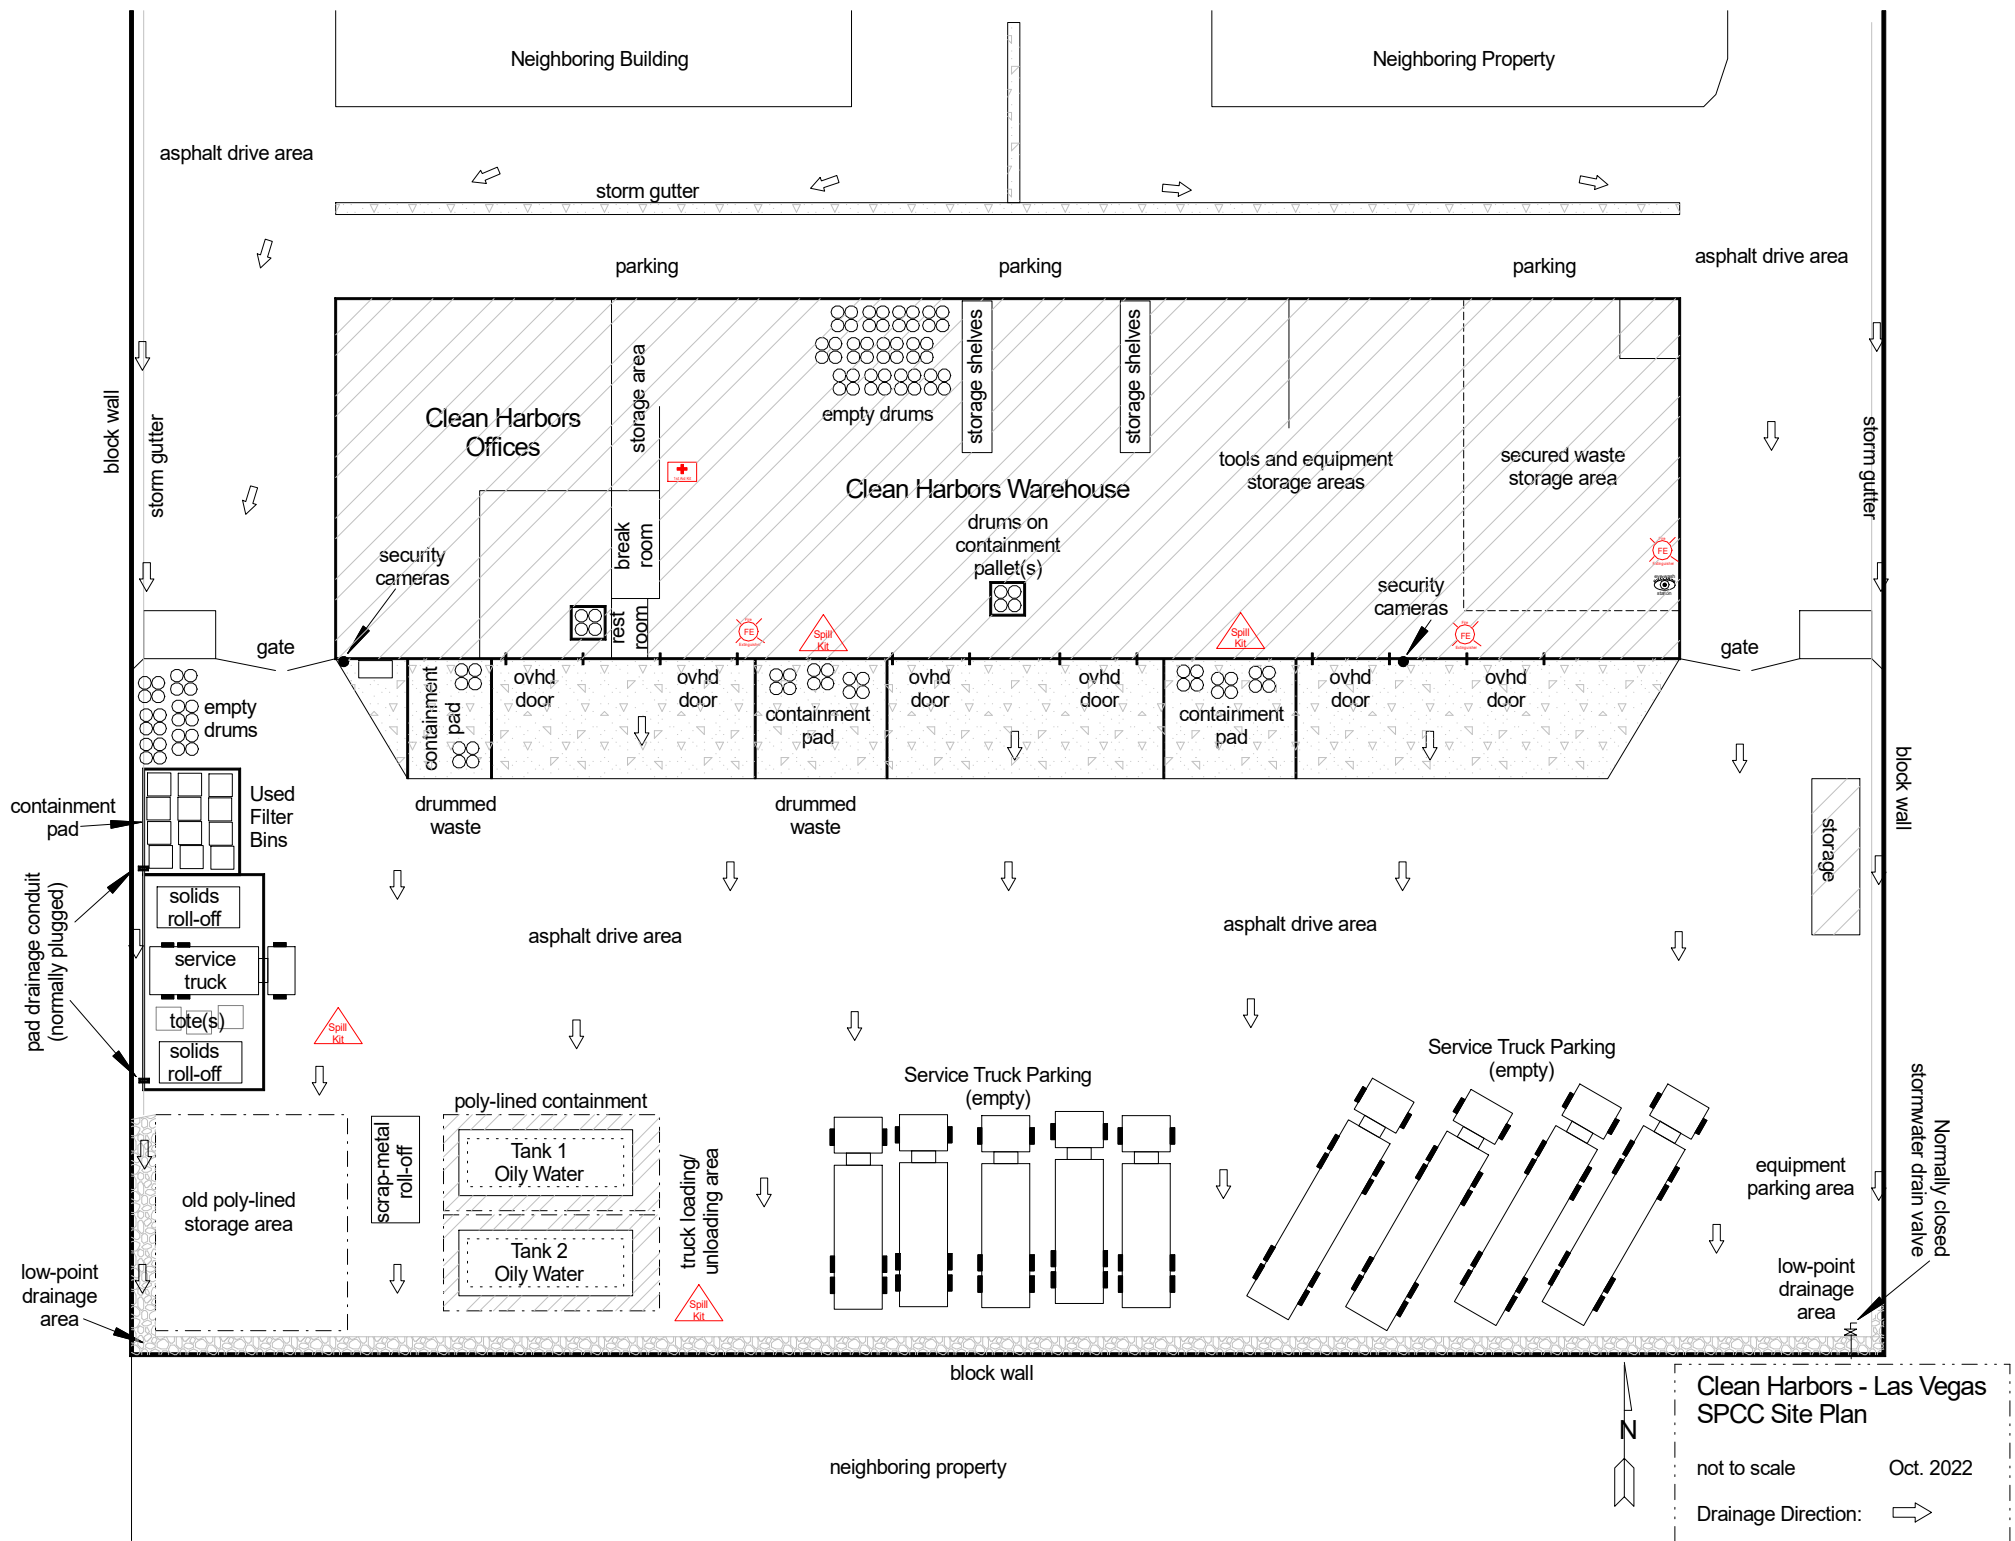 Neighboring Building
Neighboring Property
asphalt drive area
storm gutter
parking
parking
parking
asphalt drive area
block wall
storm gutter
Clean Harbors
Offices
storage area
empty drums
storage shelves
storage shelves
Clean Harbors Warehouse
tools and equipment
storage areas
secured waste
storage area
storm gutter
security
cameras
break
room
rest
room
drums on
containment
pallet(s)
security
cameras
FE
Spill
Kit
Spill
Kit
FE
FE
gate
gate
empty
drums
containment
pad
ovhd
door
ovhd
door
containment
pad
ovhd
door
ovhd
door
containment
pad
ovhd
door
ovhd
door
block wall
containment
pad
Used
Filter
Bins
drummed
waste
drummed
waste
storage
pad drainage conduit
(normally plugged)
solids
roll-off
service
truck
tote(s)
solids
roll-off
Spill
Kit
asphalt drive area
asphalt drive area
Service Truck Parking
(empty)
Service Truck Parking
(empty)
poly-lined containment
Tank 1
Oily Water
Tank 2
Oily Water
scrap-metal
roll-off
truck loading/
unloading area
Spill
Kit
old poly-lined
storage area
equipment
parking area
Normally closed
stormwater drain valve
low-point
drainage
area
low-point
drainage
area
block wall
neighboring property
N
Clean Harbors - Las Vegas
SPCC Site Plan
not to scale
Oct. 2022
Drainage Direction: